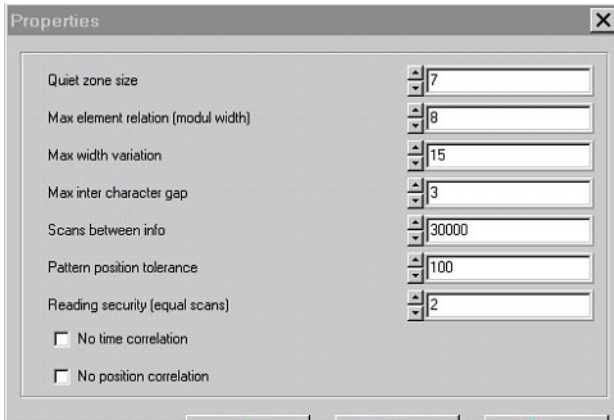 Properties
Quiet zone size 7
Max element relation (modul width) 8
Max width variation 15
Max inter character gap 3
Scans between info 30000
Pattern position tolerance 100
Reading security (equal scans) 2
No time correlation
No position correlation